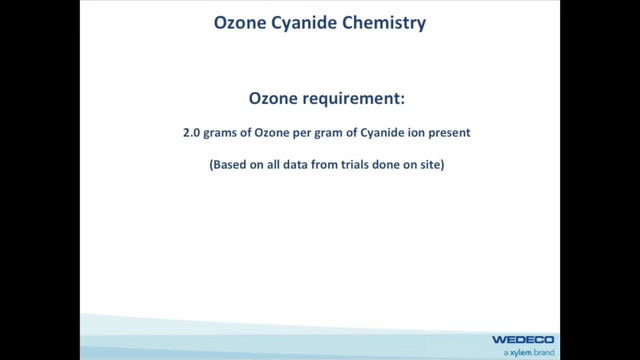 Ozone Cyanide Chemistry
Ozone requirement:
2.0 grams of Ozone per gram of Cyanide ion present
(Based on all data from trials done on site)
WEDECO
a xylem brand